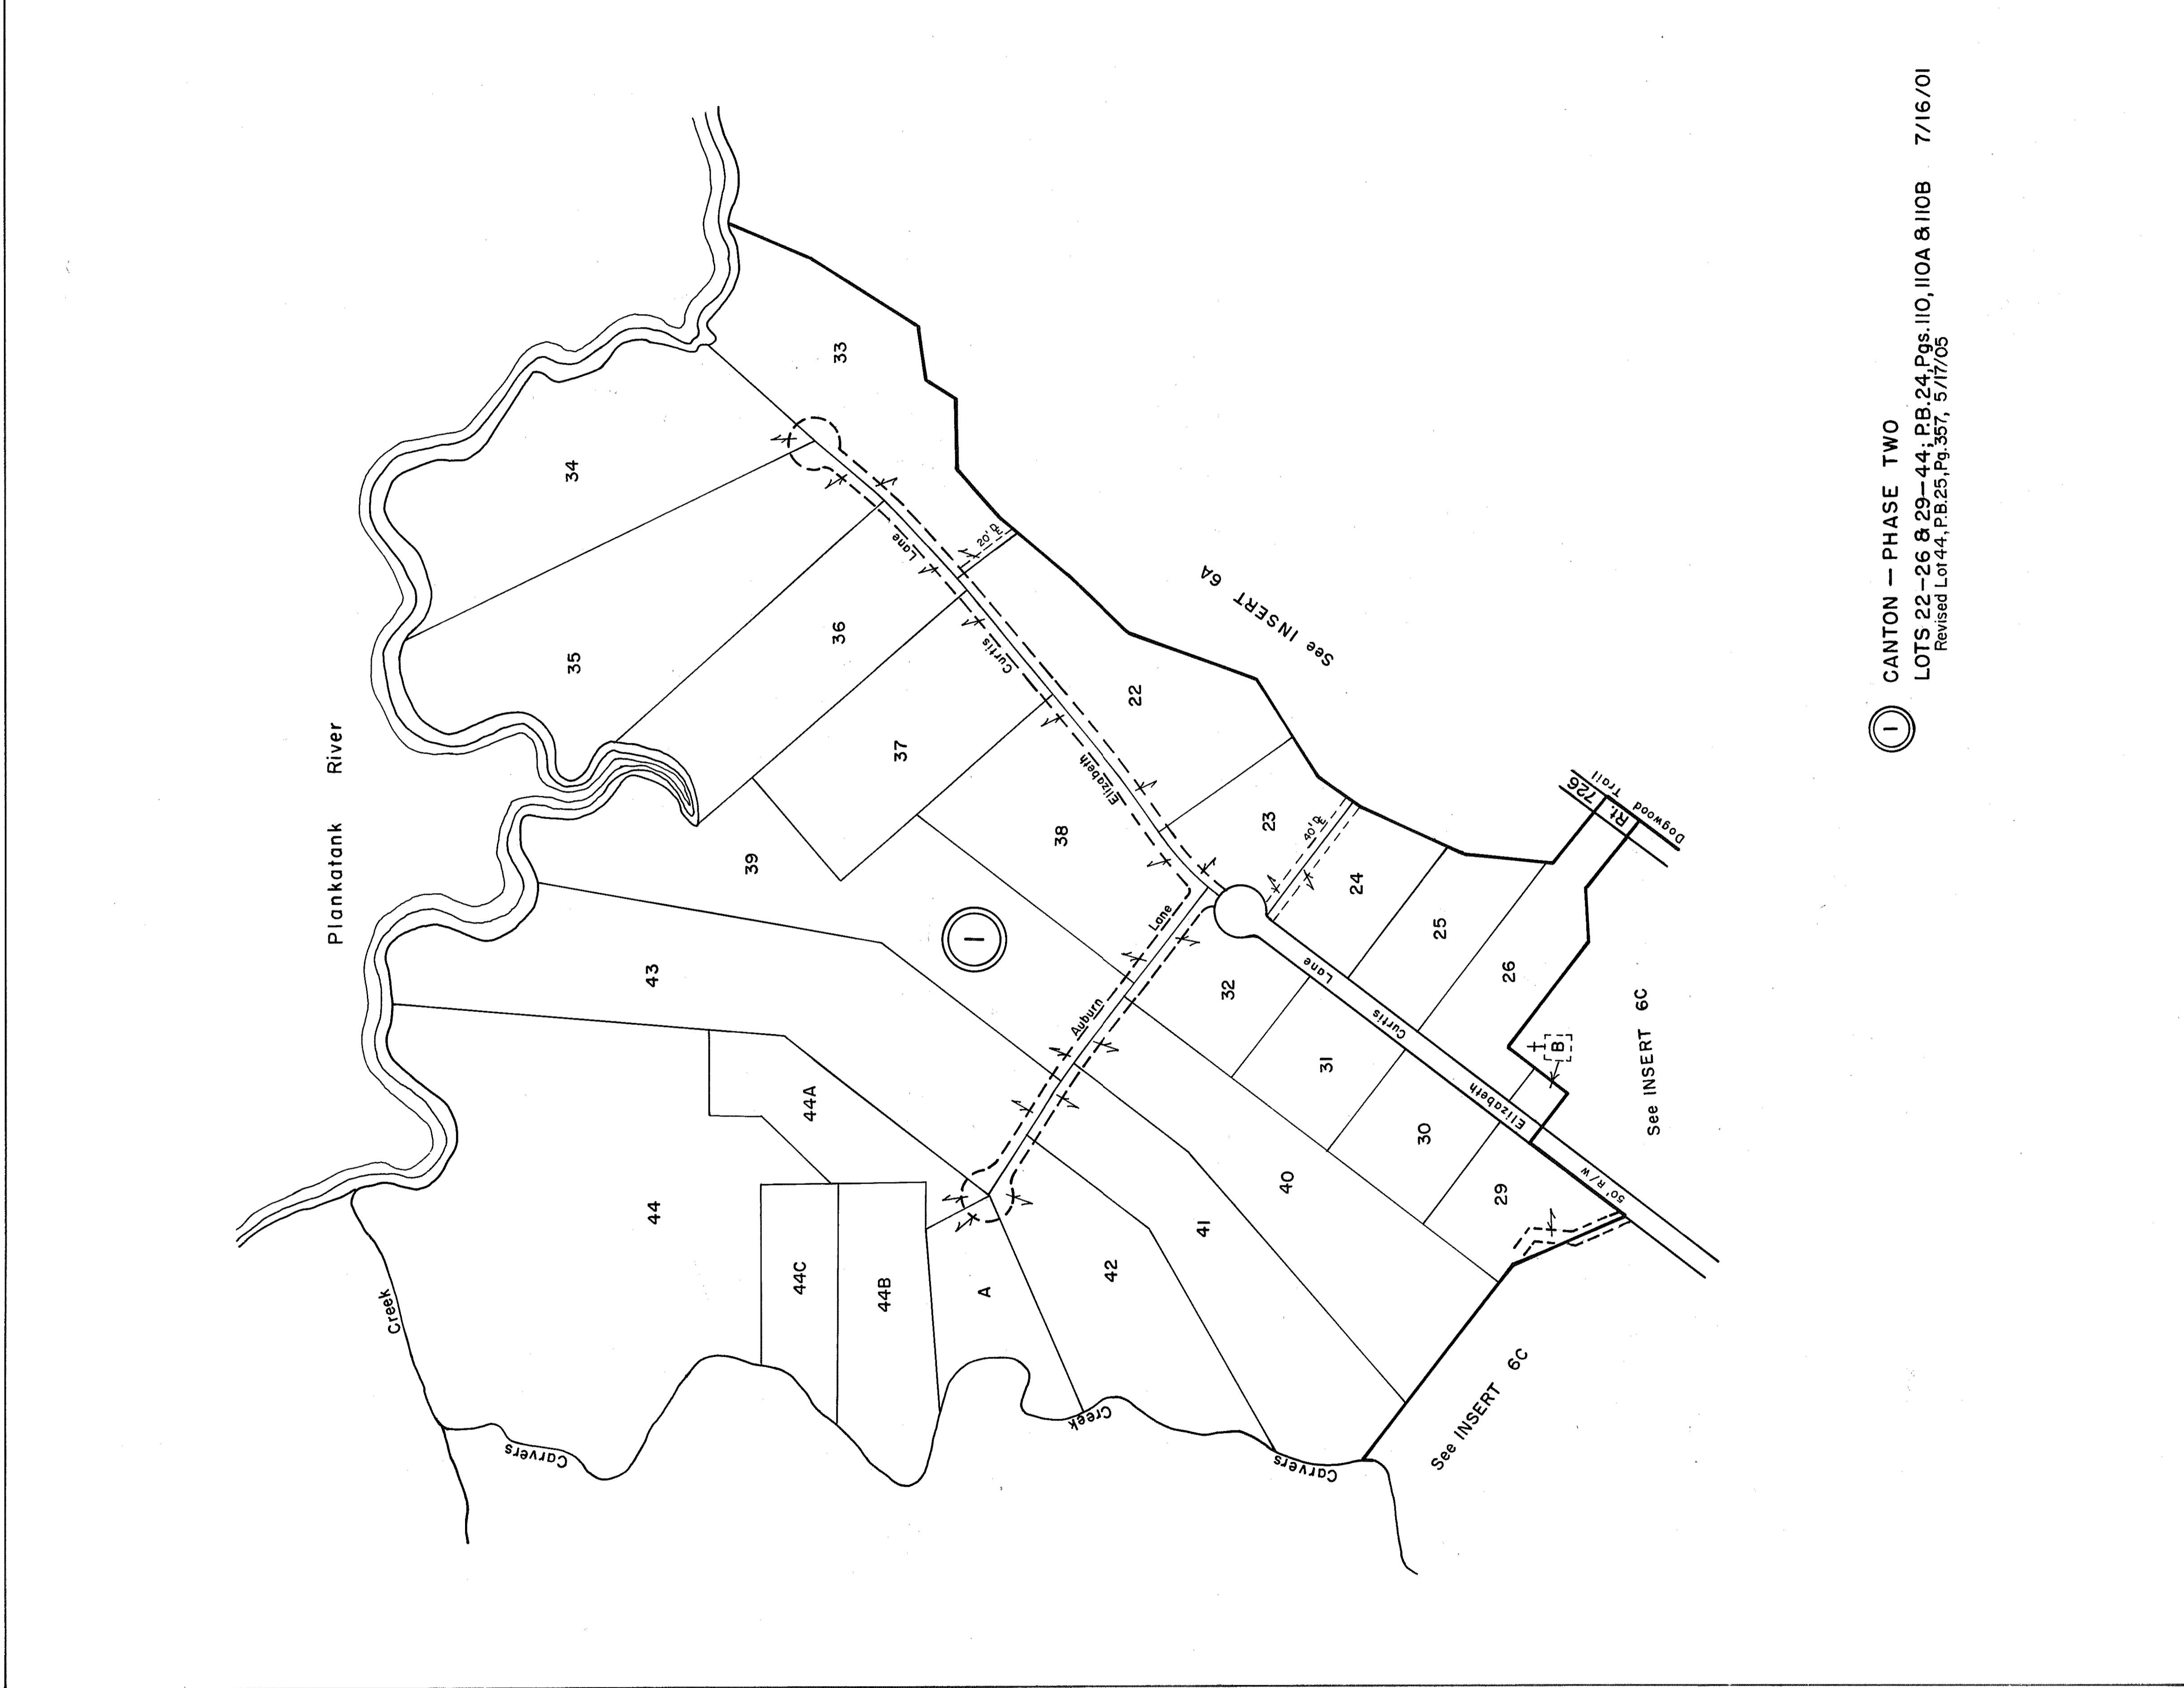 Plankatank River
34
33
35
36
37
22
38
39
23
43
24
25
32
26
31
44A
30
44
40
29
41
44C
44B
42
A
1
Lane
Curtis
Elizabeth
20' R
40' R
Lane
Auburn
Lane
Curtis
Elizabeth
50' R/W
Rt. 726
Dogwood Trail
B
See INSERT 6A
See INSERT 6C
See INSERT 6C
Creek
Carvers
Creek
Carvers
1
CANTON — PHASE TWO
LOTS 22-26 & 29-44; P.B.24, Pgs. 110, 110A & 110B 7/16/01
Revised Lot 44, P.B.25, Pg.357, 5/17/05